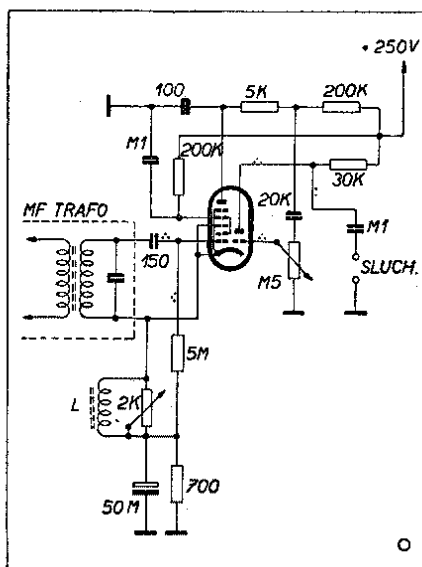 + 250V
100
5K
200K
M1
200K
30K
MF TRAFO
20K
M1
150
M5
SLUCH.
5M
L
2K
50M
700